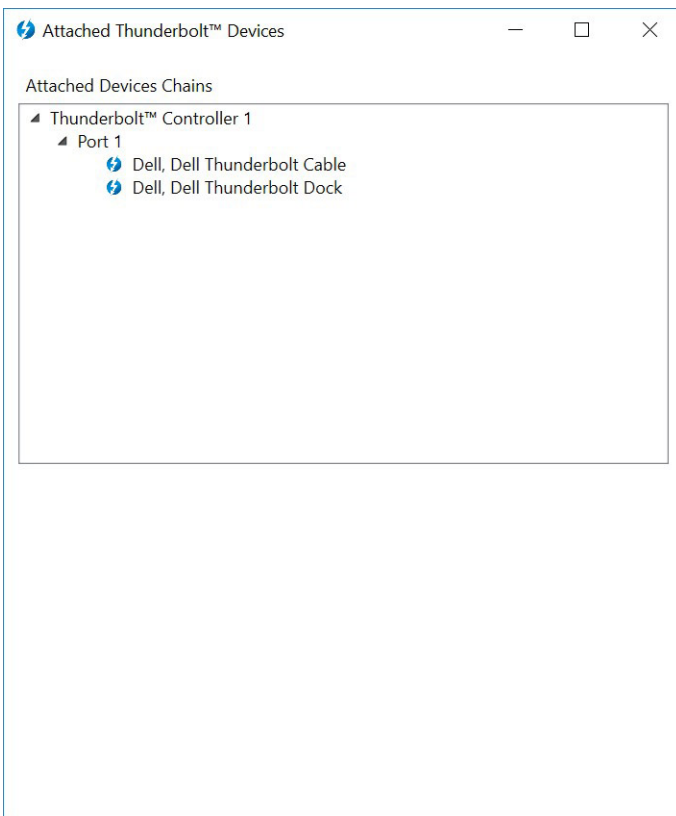 Attached Thunderbolt™ Devices
Attached Devices Chains
Thunderbolt™ Controller 1
Port 1
Dell, Dell Thunderbolt Cable
Dell, Dell Thunderbolt Dock